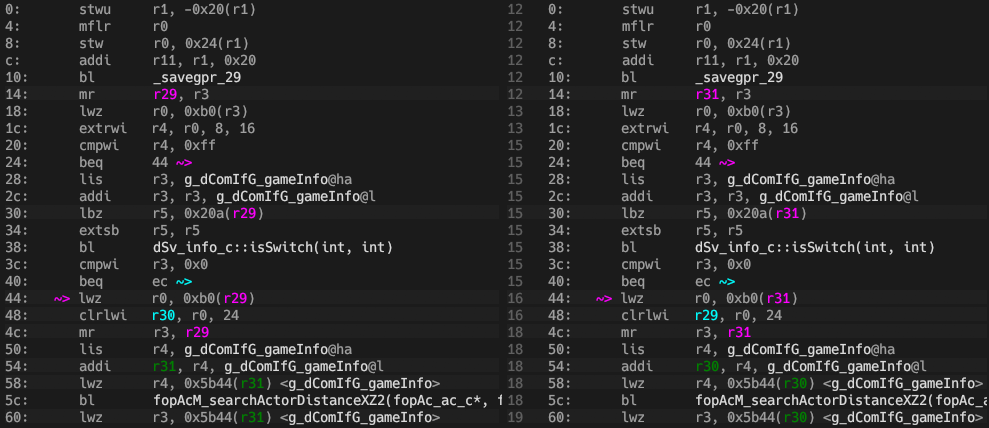 0: stwu r1, -0x20(r1) 12 0: stwu r1, -0x20(r1)
4: mflr r0 12 4: mflr r0
8: stw r0, 0x24(r1) 12 8: stw r0, 0x24(r1)
c: addi r11, r1, 0x20 12 c: addi r11, r1, 0x20
10: bl _savegpr_29 12 10: bl _savegpr_29
14: mr r29, r3 12 14: mr r31, r3
18: lwz r0, 0xb0(r3) 13 18: lwz r0, 0xb0(r3)
1c: extrwi r4, r0, 8, 16 13 1c: extrwi r4, r0, 8, 16
20: cmpwi r4, 0xff 15 20: cmpwi r4, 0xff
24: beq 44 ~> 15 24: beq 44 ~>
28: lis r3, g_dComIfG_gameInfo@ha 15 28: lis r3, g_dComIfG_gameInfo@ha
2c: addi r3, r3, g_dComIfG_gameInfo@l 15 2c: addi r3, r3, g_dComIfG_gameInfo@l
30: lbz r5, 0x20a(r29) 15 30: lbz r5, 0x20a(r31)
34: extsb r5, r5 15 34: extsb r5, r5
38: bl dSv_info_c::isSwitch(int, int) 15 38: bl dSv_info_c::isSwitch(int, int)
3c: cmpwi r3, 0x0 15 3c: cmpwi r3, 0x0
40: beq ec ~> 15 40: beq ec ~>
44: ~> lwz r0, 0xb0(r29) 16 44: ~> lwz r0, 0xb0(r31)
48: clrlwi r30, r0, 24 16 48: clrlwi r29, r0, 24
4c: mr r3, r29 18 4c: mr r3, r31
50: lis r4, g_dComIfG_gameInfo@ha 18 50: lis r4, g_dComIfG_gameInfo@ha
54: addi r31, r4, g_dComIfG_gameInfo@l 18 54: addi r30, r4, g_dComIfG_gameInfo@l
58: lwz r4, 0x5b44(r31) <g_dComIfG_gameInfo> 18 58: lwz r4, 0x5b44(r30) <g_dComIfG_gameInfo>
5c: bl fopAcM_searchActorDistanceXZ2(fopAc_ac_c*, f 18 5c: bl fopAcM_searchActorDistanceXZ2(fopAc_a
60: lwz r3, 0x5b44(r31) <g_dComIfG_gameInfo> 19 60: lwz r3, 0x5b44(r30) <g_dComIfG_gameInfo>